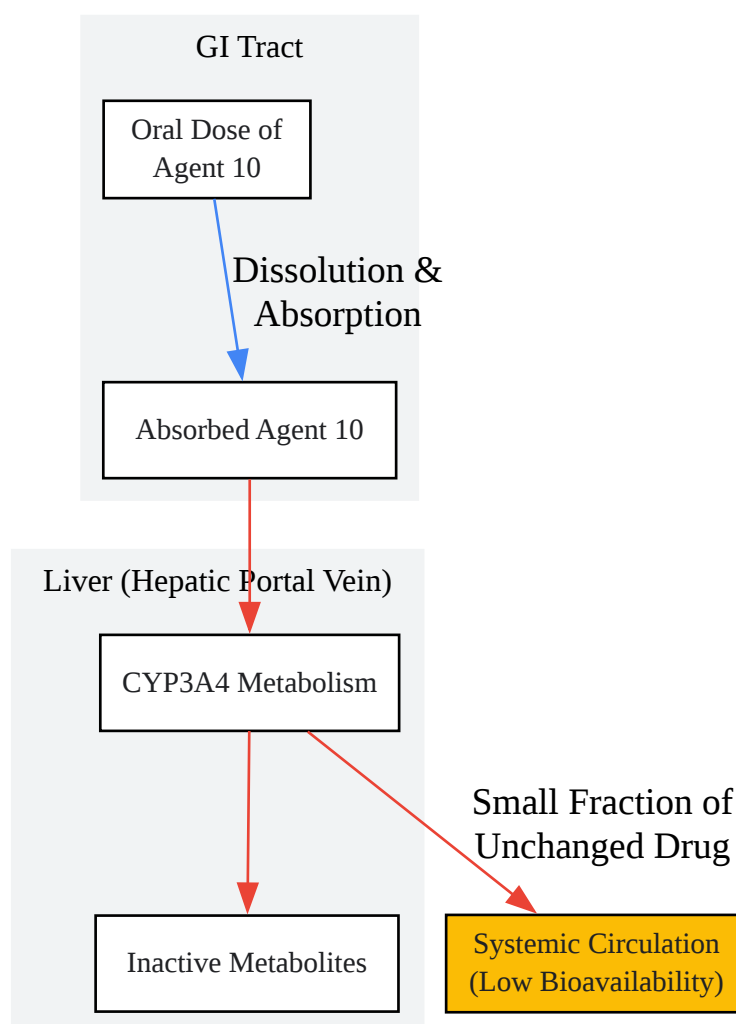 GI Tract
Oral Dose of
Agent 10
Dissolution &
Absorption
Absorbed Agent 10
Liver (Hepatic Portal Vein)
CYP3A4 Metabolism
Small Fraction of
Unchanged Drug
Inactive Metabolites
Systemic Circulation
(Low Bioavailability)